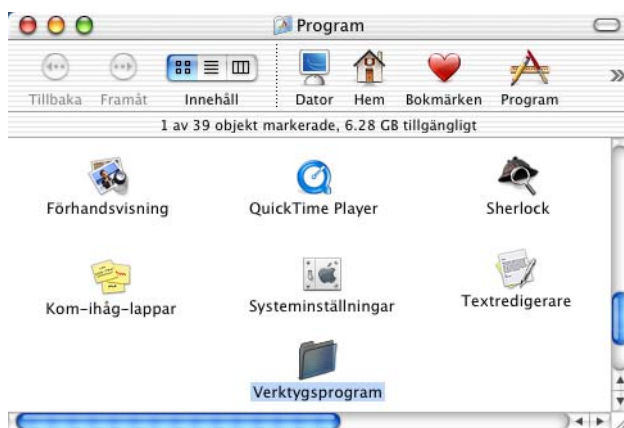 Program
Tillbaka Framåt Innehåll Dator Hem Bokmärken Program
1 av 39 objekt markerade, 6.28 GB tillgängligt
Förhandsvisning QuickTime Player Sherlock
Kom-ihåg-lappar Systeminställningar Textredigerare
Verktygsprogram